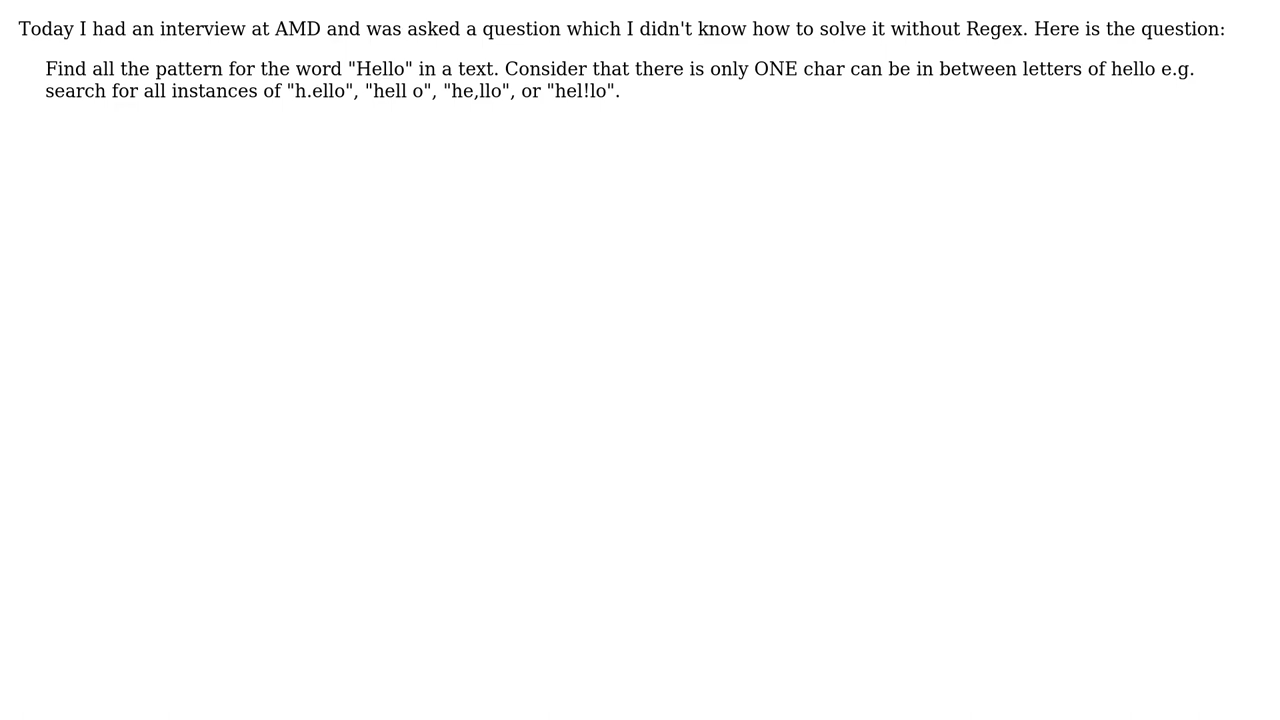 Today I had an interview at AMD and was asked a question which I didn't know how to solve it without Regex. Here is the question:
Find all the pattern for the word "Hello" in a text. Consider that there is only ONE char can be in between letters of hello e.g.
search for all instances of "h.ello", "hell o", "he,llo", or "hel!lo".